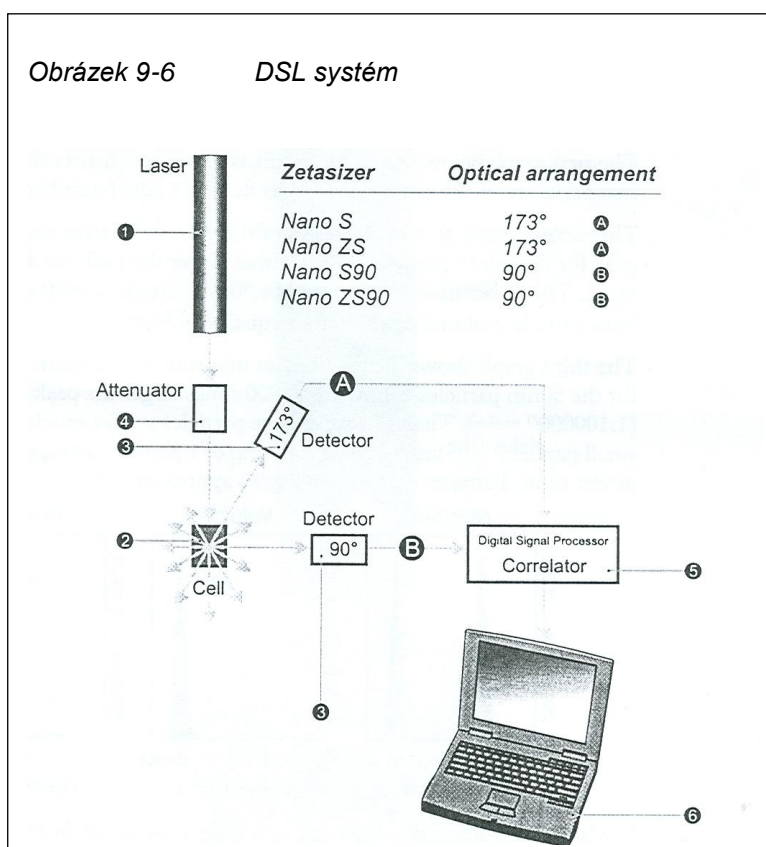 Obrázek 9-6 DSL systém
Laser
Zetasizer Optical arrangement
Nano S 173° A
Nano ZS 173° A
Nano S90 90° B
Nano ZS90 90° B
1
Attenuator
A
4
173°
3
Detector
Detector
2
90°
B
Digital Signal Processor
Correlator
5
Cell
3
6